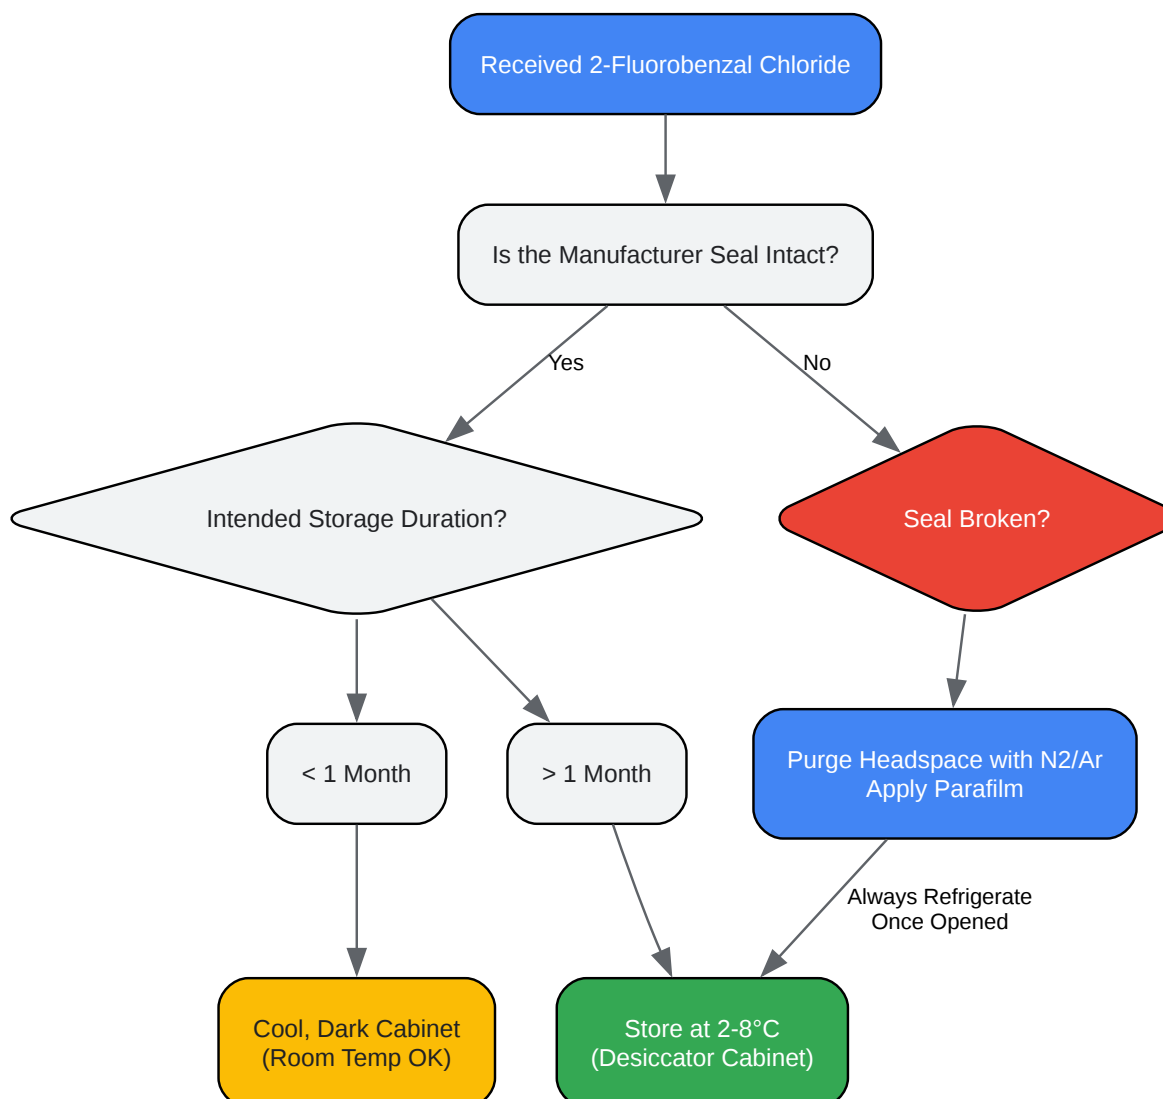 Received 2-Fluorobenzal Chloride
Is the Manufacturer Seal Intact?
Yes
No
Intended Storage Duration?
Seal Broken?
< 1 Month
> 1 Month
Purge Headspace with N2/Ar
Apply Parafilm
Always Refrigerate
Once Opened
Cool, Dark Cabinet
(Room Temp OK)
Store at 2-8°C
(Desiccator Cabinet)